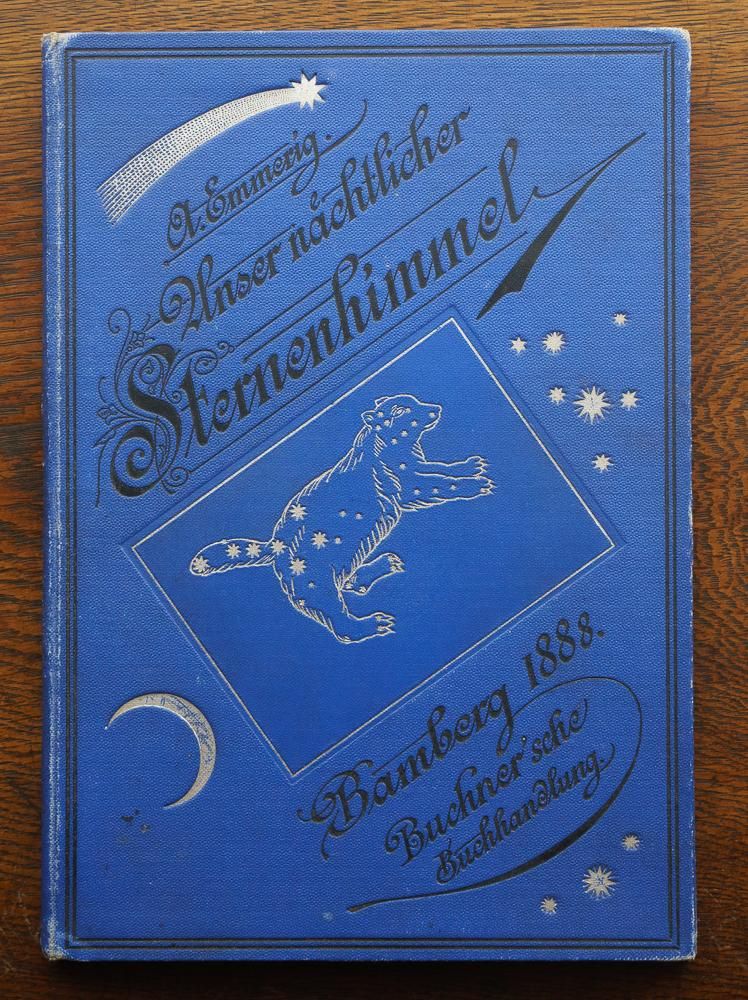 A. Emmerig.
Unser nächtlicher
Sternenhimmel
Bamberg 1888.
Buchner'sche
Buchhandlung.